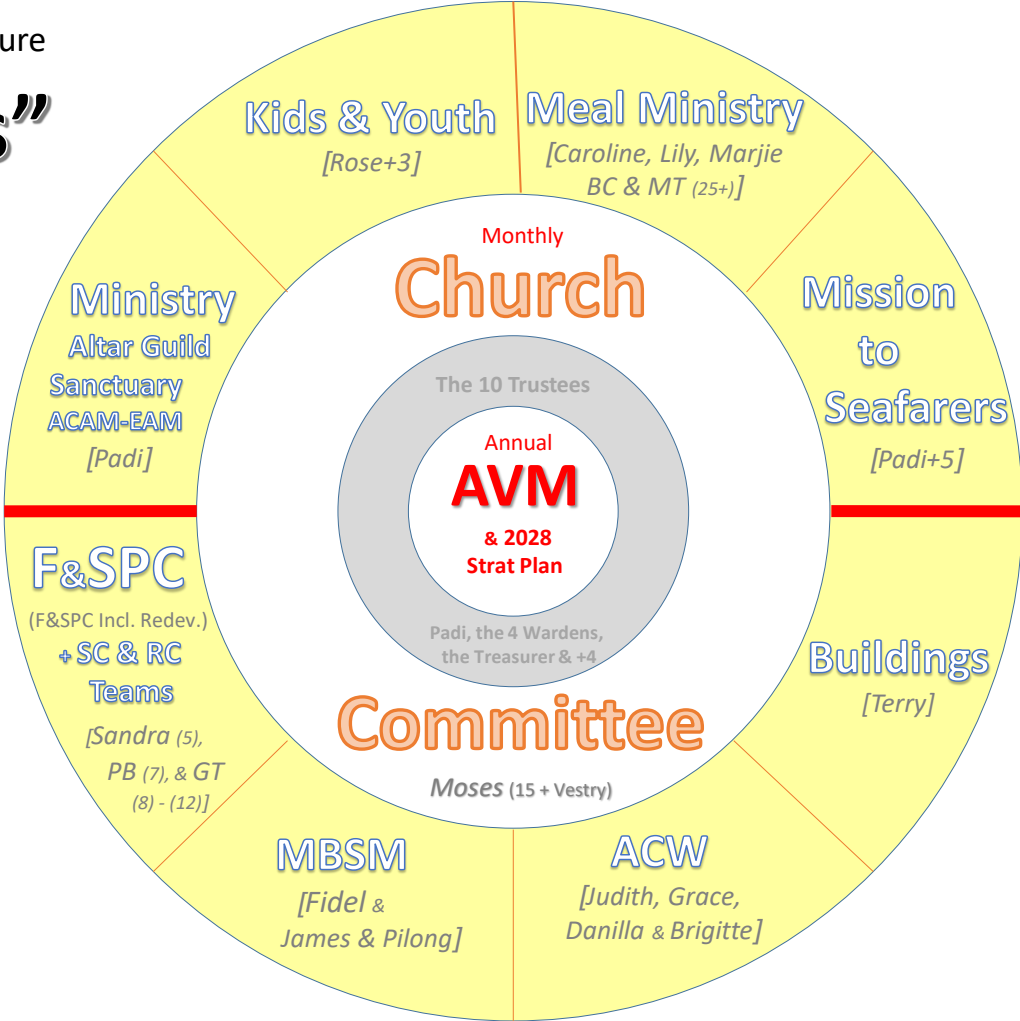 ure
s”
Kids & Youth
[Rose+3]
Meal Ministry
[Caroline, Lily, Marjie
BC & MT (25+)]
Ministry
Altar Guild
Sanctuary
ACAM-EAM
[Padi]
Monthly
Church
Mission
to
Seafarers
[Padi+5]
The 10 Trustees
Annual
AVM
& 2028
Strat Plan
Padi, the 4 Wardens,
the Treasurer & +4
Committee
Moses (15 + Vestry)
F&SPC
(F&SPC Incl. Redev.)
+ SC & RC
Teams
[Sandra (5),
PB (7), & GT
(8) - (12)]
Buildings
[Terry]
MBSM
[Fidel &
James & Pilong]
ACW
[Judith, Grace,
Danilla & Brigitte]